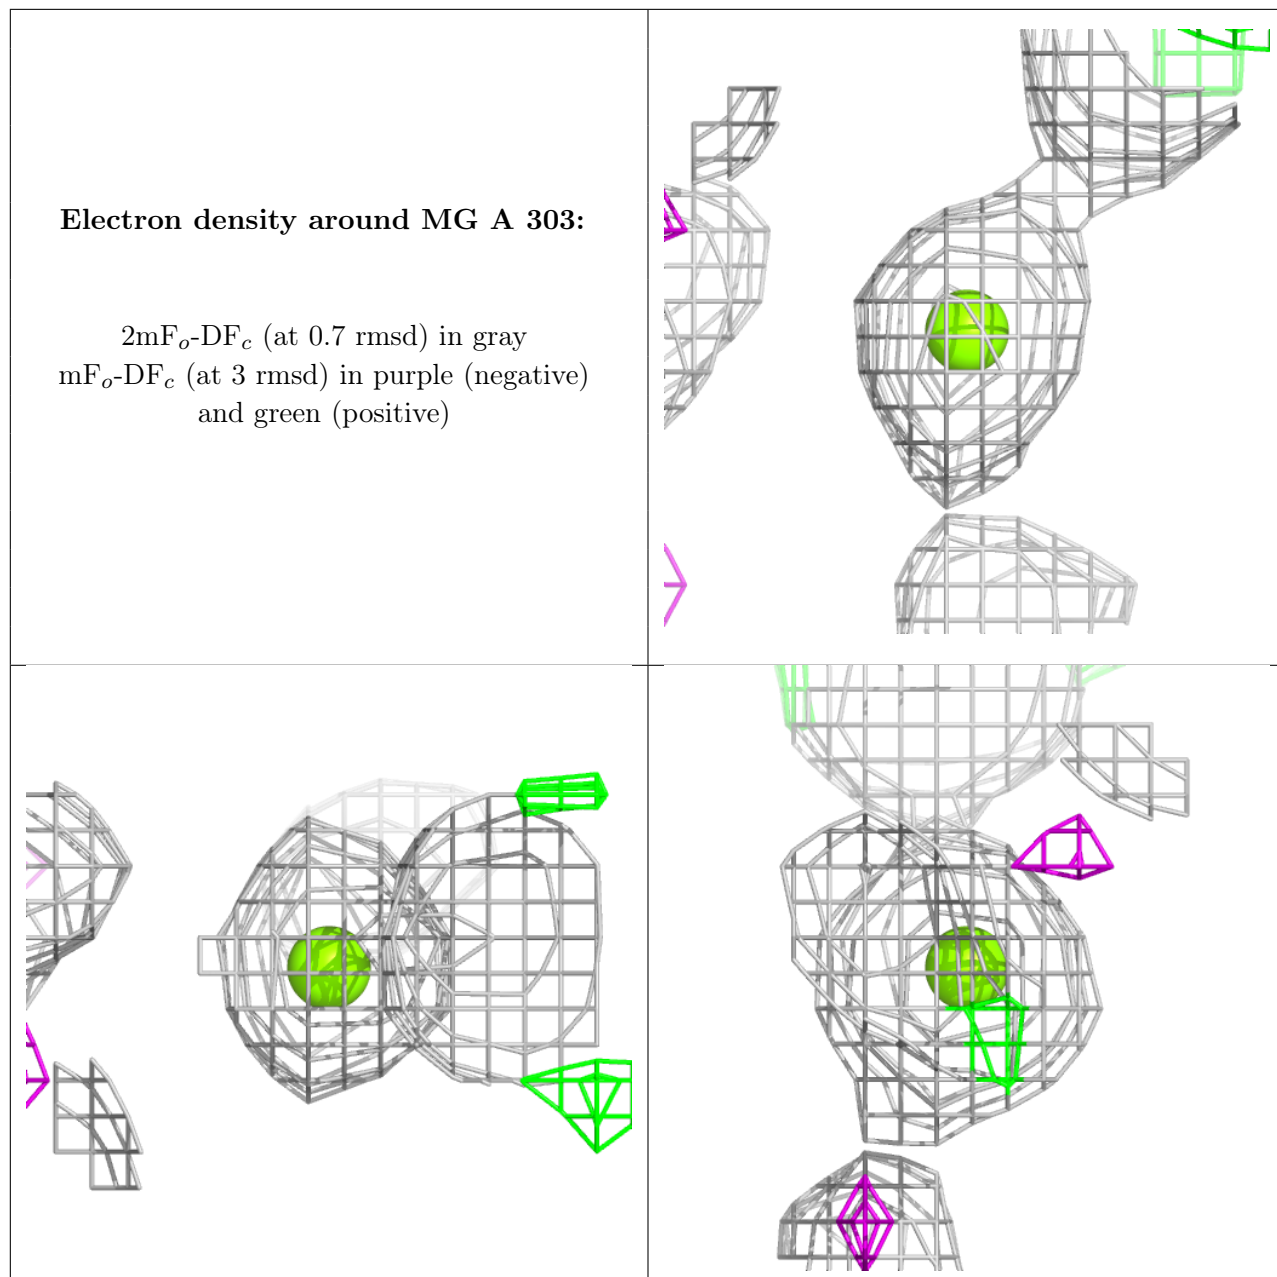 Electron density around MG A 303:
2mFo-DFc (at 0.7 rmsd) in gray
mFo-DFc (at 3 rmsd) in purple (negative)
and green (positive)